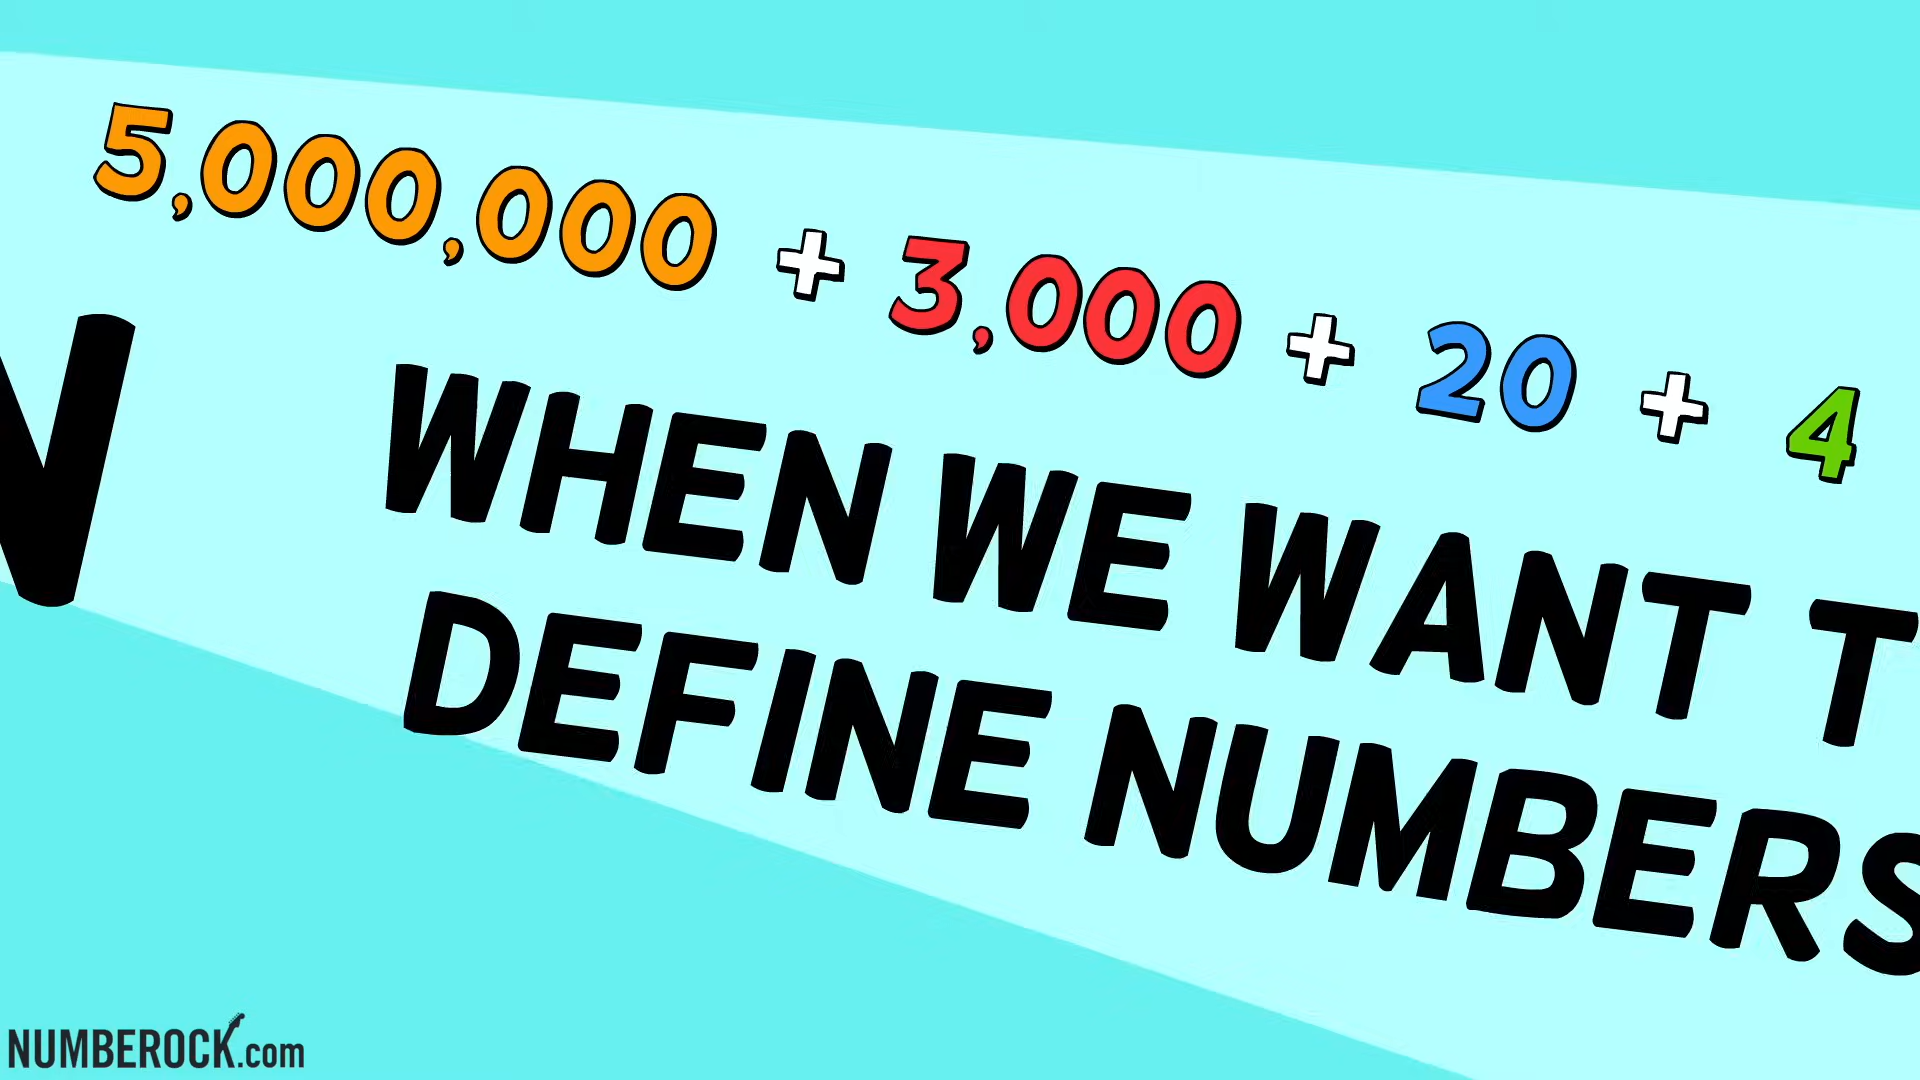 5,000,000 + 3,000 + 20 + 4
N
WHEN WE WANT T
DEFINE NUMBERS
NUMBEROCK.com